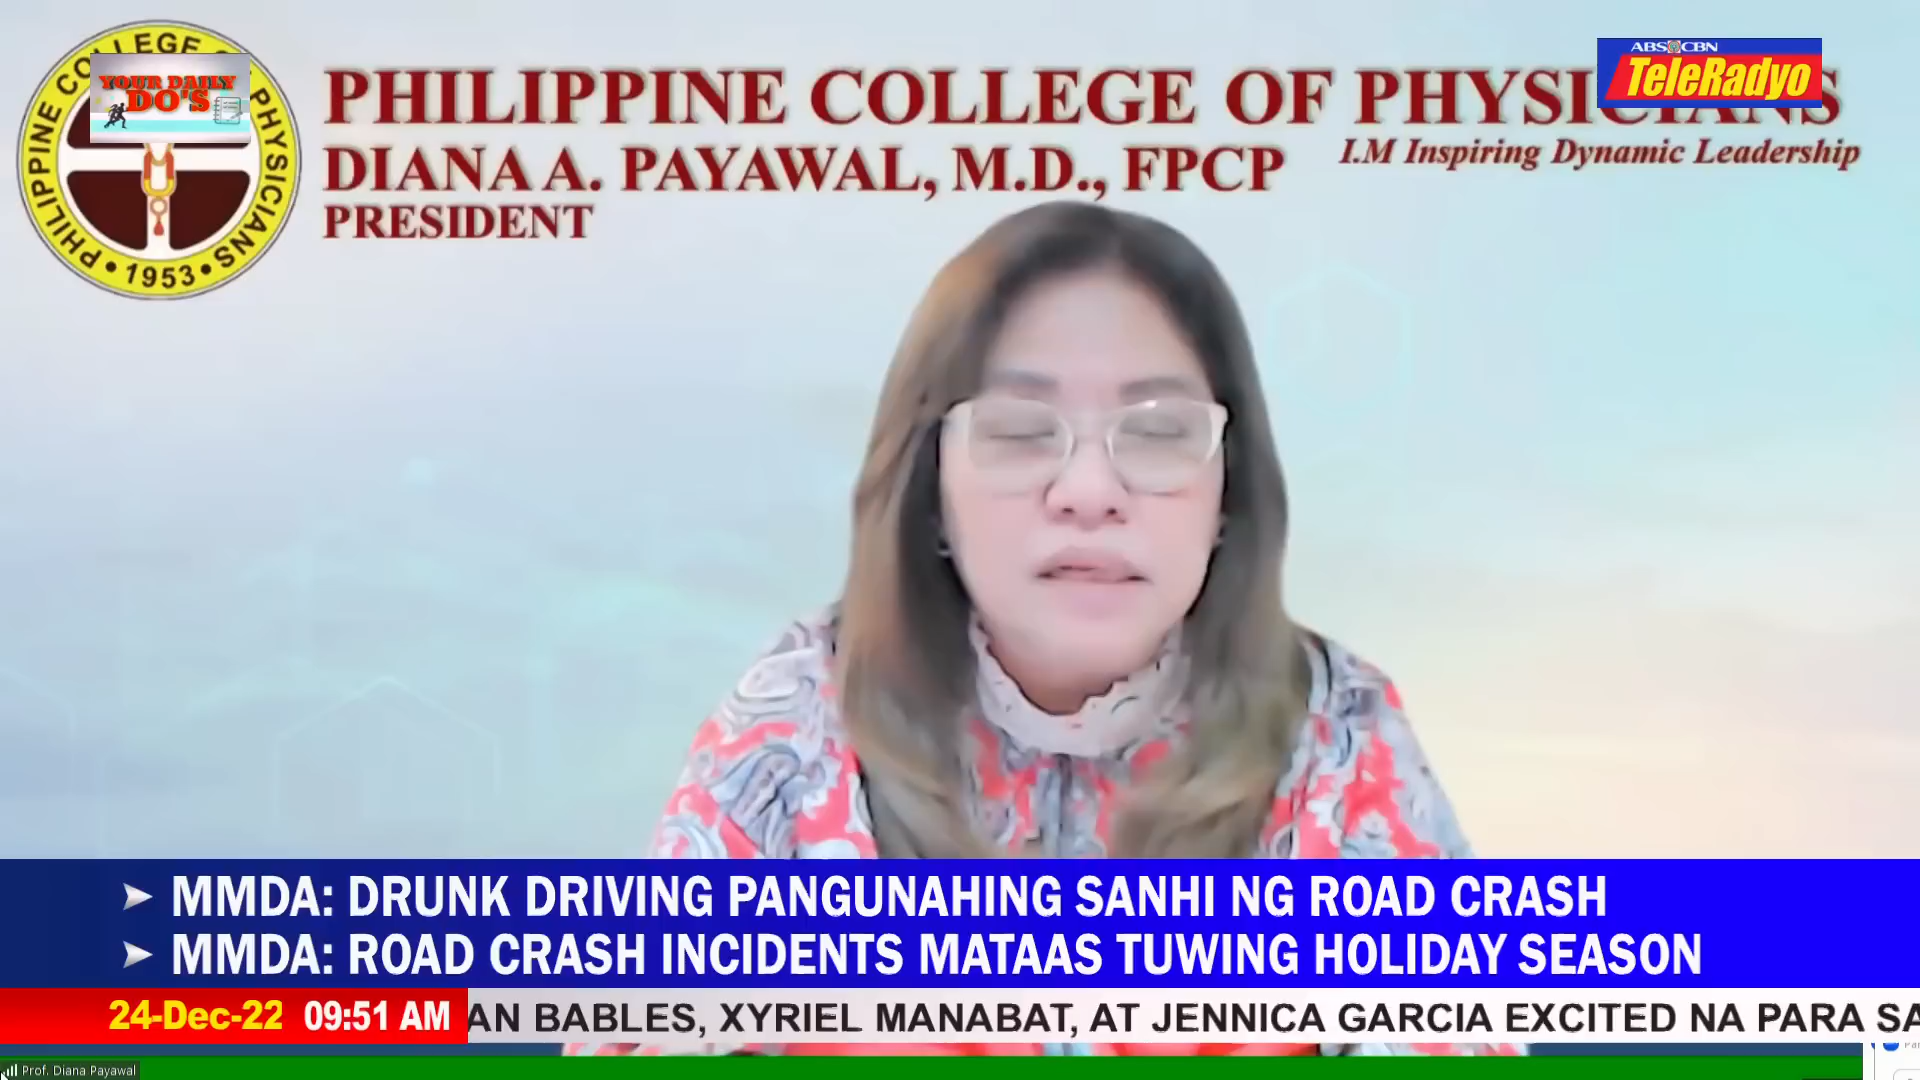 PHILIPPINE COLLEGE OF PHYSICIANS
1953
YOUR DAILY
DO'S
PHILIPPINE COLLEGE OF PHYSICIANS
DIANA A. PAYAWAL, M.D., FPCP
I.M Inspiring Dynamic Leadership
PRESIDENT
ABS-CBN
TeleRadyo
MMDA: DRUNK DRIVING PANGUNAHING SANHI NG ROAD CRASH
MMDA: ROAD CRASH INCIDENTS MATAAS TUWING HOLIDAY SEASON
24-Dec-22 09:51 AM AN BABLES, XYRIEL MANABAT, AT JENNICA GARCIA EXCITED NA PARA SA
Prof. Diana Payawal